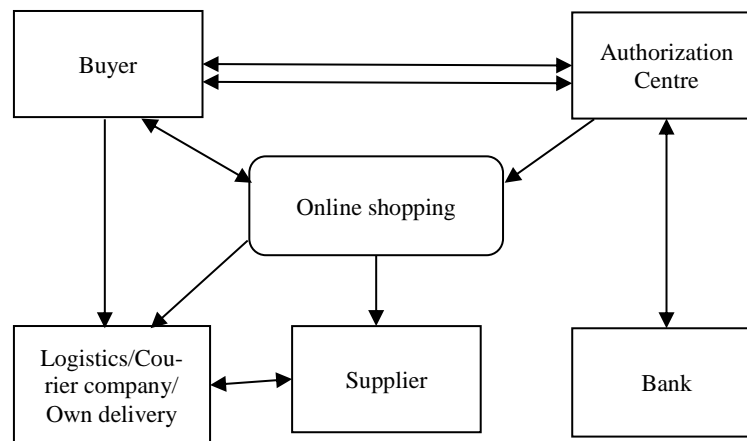 Buyer
Authorization
Centre
Online shopping
Logistics/Cou-
rier company/
Own delivery
Supplier
Bank